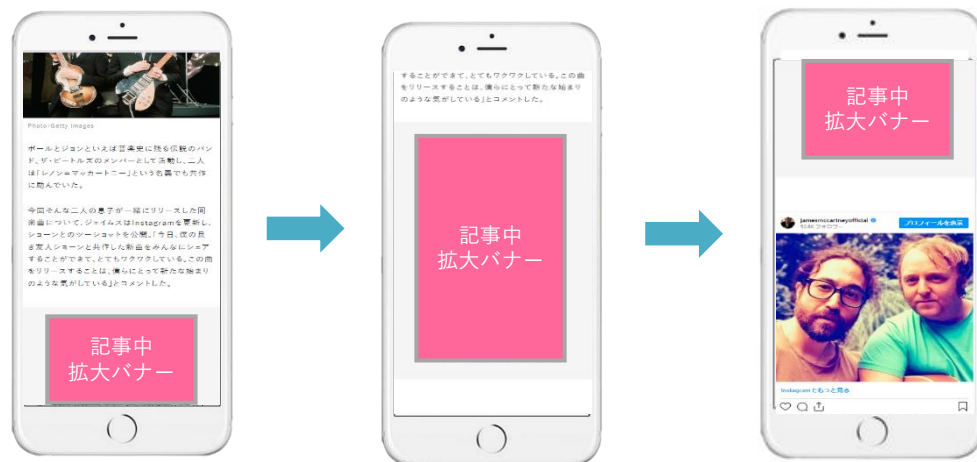 Photo-Getty Images
ポールとジョンといえば音楽史に残る伝説のバン
ド、ザ・ビートルズのメンバーとして活動し、二人
は「レノン＝マッカートニー」という名義でも共作
に励んでいた。
今回そんな二人の息子が一緒にリリースした同
楽曲について、ジェイムスはInstagramを更新し、
ショーンとのツーショットを公開。「今日、僕の良
き友人ショーンと共作した新曲をみんなにシェア
することができて、とてもワクワクしている。この曲
をリリースすることは、僕らにとって新たな始まり
のような気がしている」とコメントした。
記事中
拡大バナー
することができて、とてもワクワクしている。この曲
をリリースすることは、僕らにとって新たな始まり
のような気がしている」とコメントした。
記事中
拡大バナー
記事中
拡大バナー
jamesmccartneyofficial
プロフィールを表示
Instagramでもっと見る